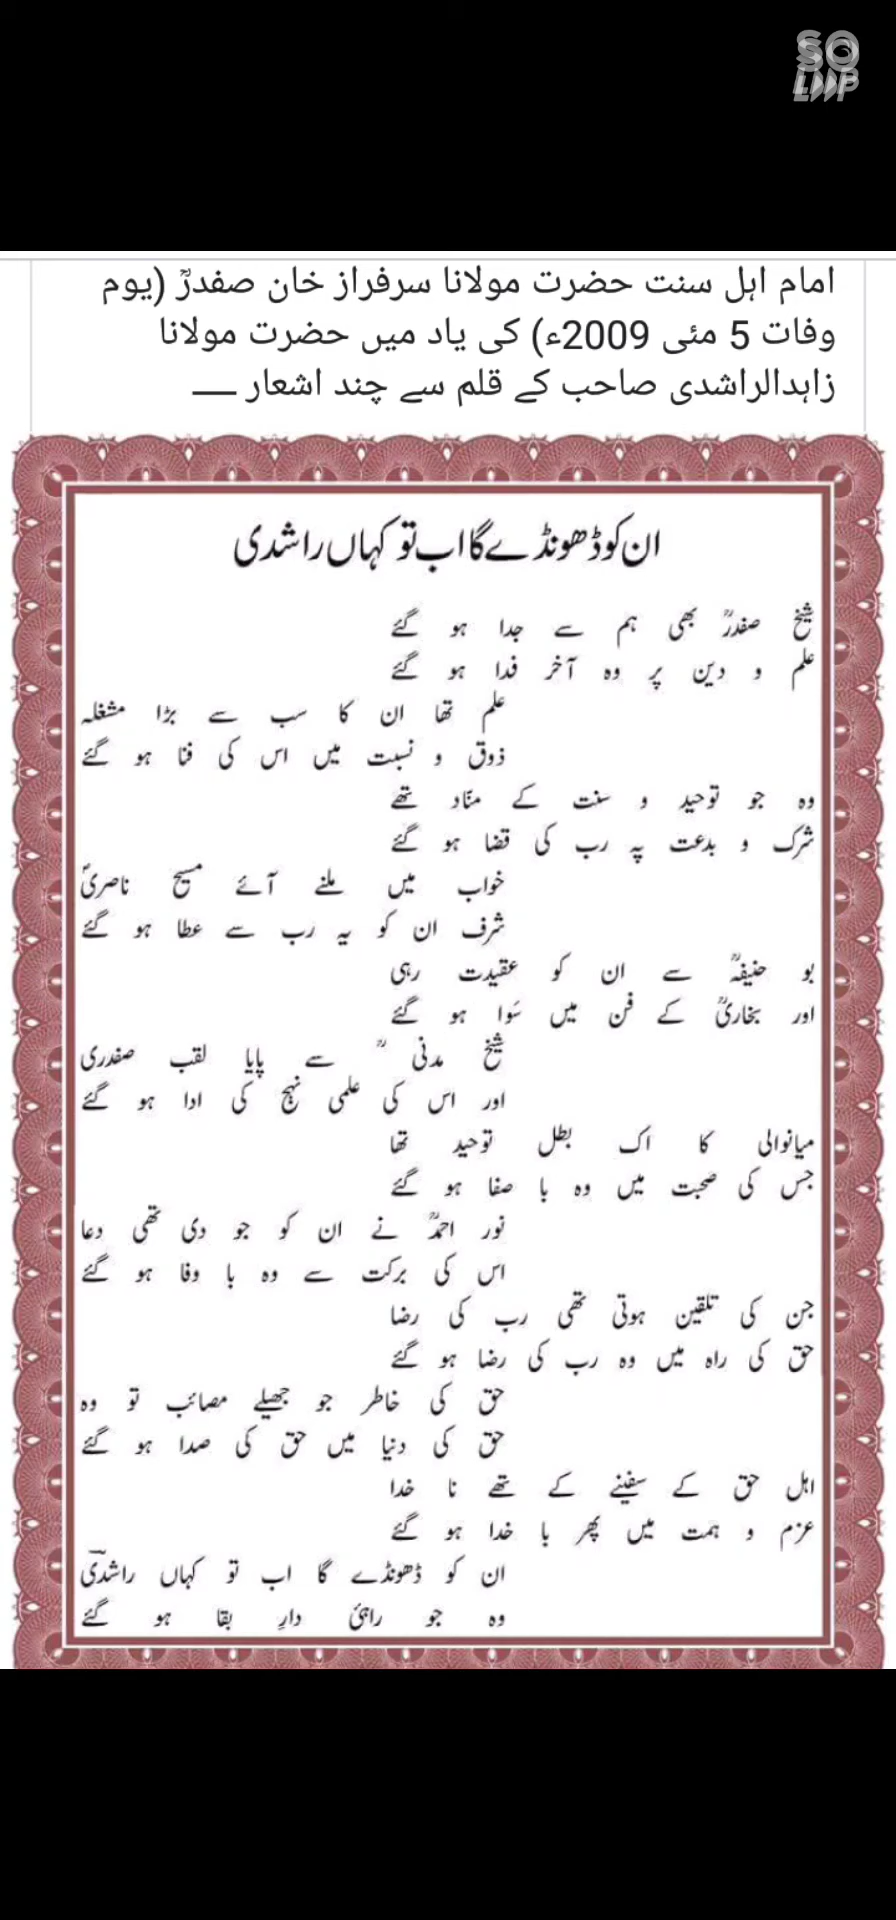 SO
LOOP
امام اہل سنت حضرت مولانا سرفراز خان صفدرؒ (یوم
وفات 5 مئی 2009ء) کی یاد میں حضرت مولانا
زاہدالراشدی صاحب کے قلم سے چند اشعار ـــــ
ان کو ڈھونڈے گا اب تو کہاں راشدی
شیخ صفدرؒ بھی ہم سے جدا ہو گئے
علم و دین پر وہ آخر فدا ہو گئے
علم تھا ان کا سب سے بڑا مشغلہ
ذوق و نسبت میں اس کی فنا ہو گئے
وہ جو توحید و سنت کے منّاد تھے
شرک و بدعت پہ رب کی قضا ہو گئے
خواب میں ملنے آئے مسیح ناصریؑ
شرف ان کو یہ رب سے عطا ہو گئے
بو حنیفہؒ سے ان کو عقیدت رہی
اور بخاریؒ کے فن میں سَوا ہو گئے
شیخ مدنی ؒ سے پایا لقب صفدری
اور اس کی علمی نہج کی ادا ہو گئے
میانوالی کا اک بطل توحید تھا
جس کی صحبت میں وہ با صفا ہو گئے
نور احمدؒ نے ان کو جو دی تھی دعا
اس کی برکت سے وہ با وفا ہو گئے
جن کی تلقین ہوتی تھی رب کی رضا
حق کی راہ میں وہ رب کی رضا ہو گئے
حق کی خاطر جو جھیلے مصائب تو وہ
حق کی دنیا میں حق کی صدا ہو گئے
اہل حق کے سفینے کے تھے نا خدا
عزم و ہمت میں پھر با خدا ہو گئے
ان کو ڈھونڈے گا اب تو کہاں راشدیؔ
وہ جو راہئ دارِ بقا ہو گئے